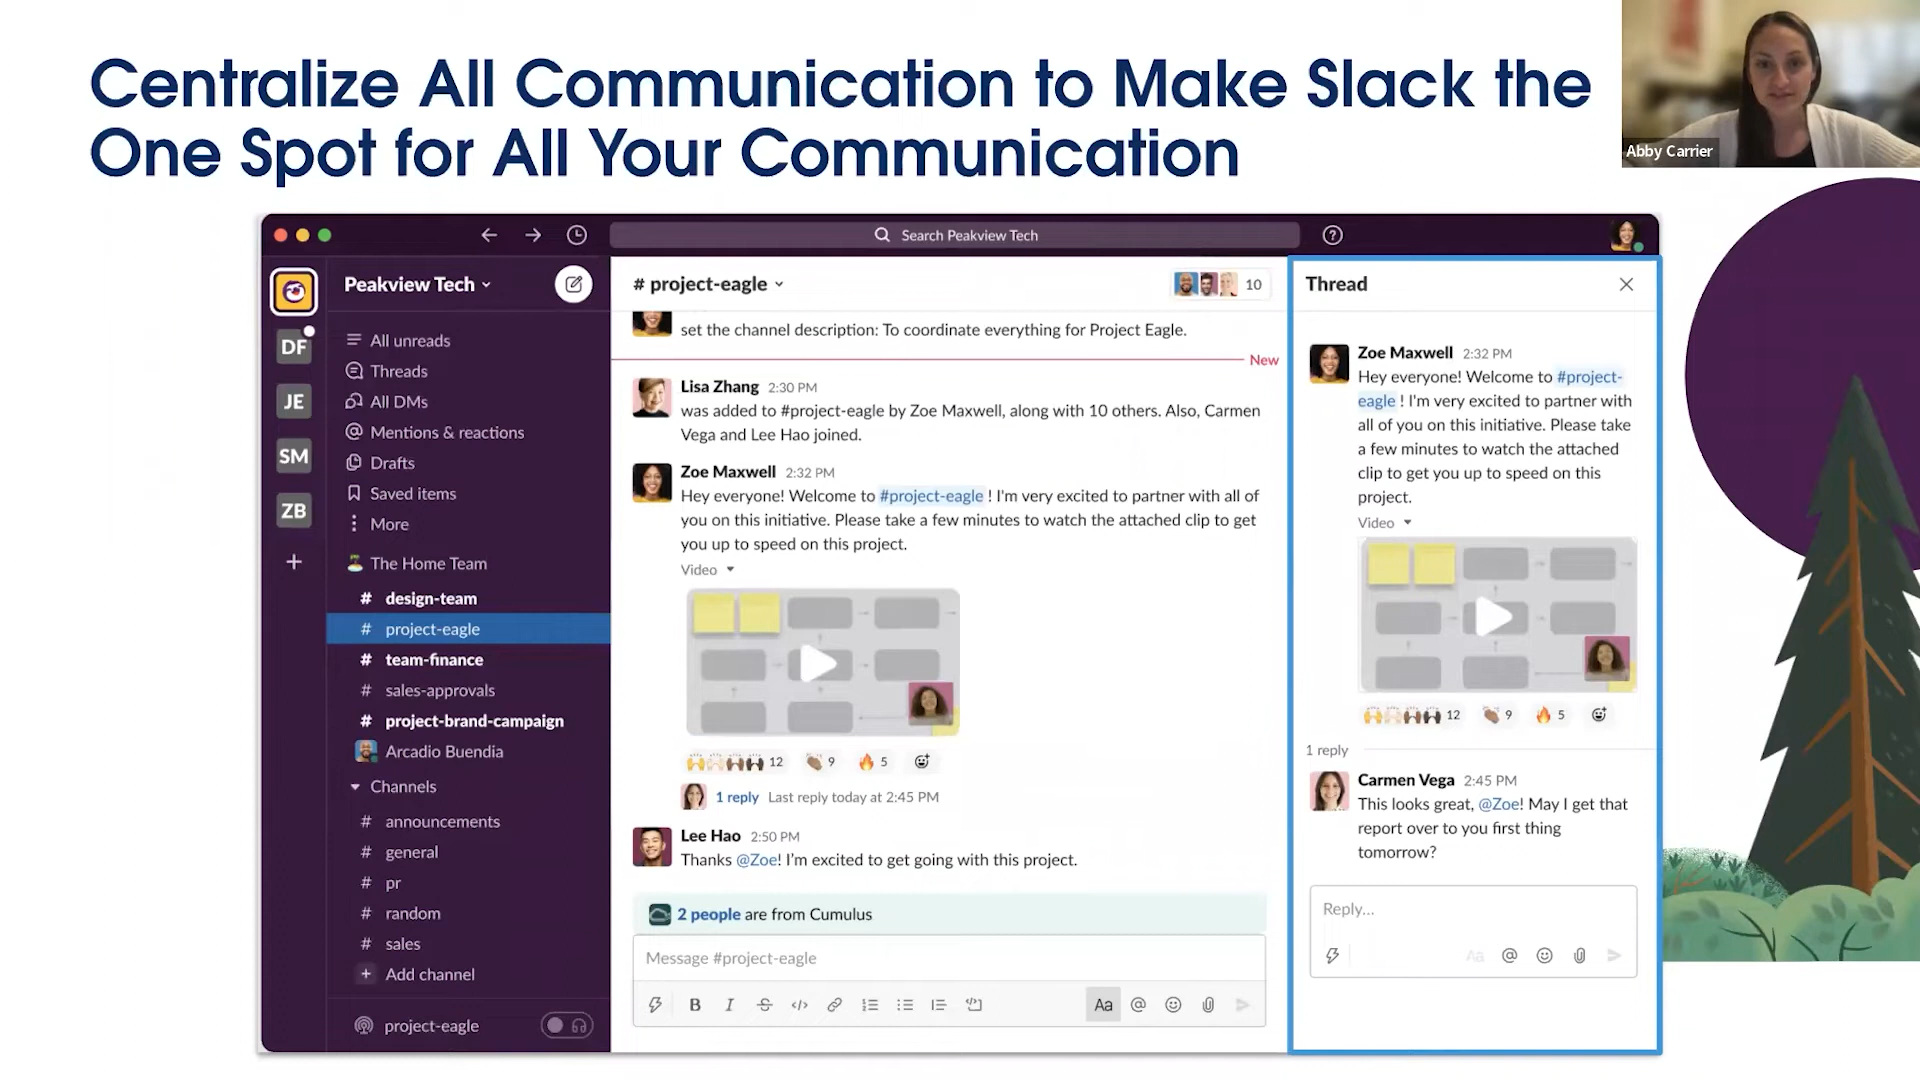 Centralize All Communication to Make Slack the
One Spot for All Your Communication
Abby Carrier
Search Peakview Tech
DF
JE
SM
ZB
+
Peakview Tech
All unreads
Threads
All DMs
Mentions & reactions
Drafts
Saved items
More
The Home Team
# design-team
# project-eagle
# team-finance
# sales-approvals
# project-brand-campaign
Arcadio Buendia
Channels
# announcements
# general
# pr
# random
# sales
+ Add channel
project-eagle
# project-eagle
10
set the channel description: To coordinate everything for Project Eagle.
New
Lisa Zhang 2:30 PM
was added to #project-eagle by Zoe Maxwell, along with 10 others. Also, Carmen
Vega and Lee Hao joined.
Zoe Maxwell 2:32 PM
Hey everyone! Welcome to #project-eagle ! I'm very excited to partner with all of
you on this initiative. Please take a few minutes to watch the attached clip to get
you up to speed on this project.
Video
12 9 5
1 reply Last reply today at 2:45 PM
Lee Hao 2:50 PM
Thanks @Zoe! I'm excited to get going with this project.
2 people are from Cumulus
Message #project-eagle
B I S </> Aa @
Thread
Zoe Maxwell 2:32 PM
Hey everyone! Welcome to #project-
eagle ! I'm very excited to partner with
all of you on this initiative. Please take
a few minutes to watch the attached
clip to get you up to speed on this
project.
Video
12 9 5
1 reply
Carmen Vega 2:45 PM
This looks great, @Zoe! May I get that
report over to you first thing
tomorrow?
Reply...
Aa @